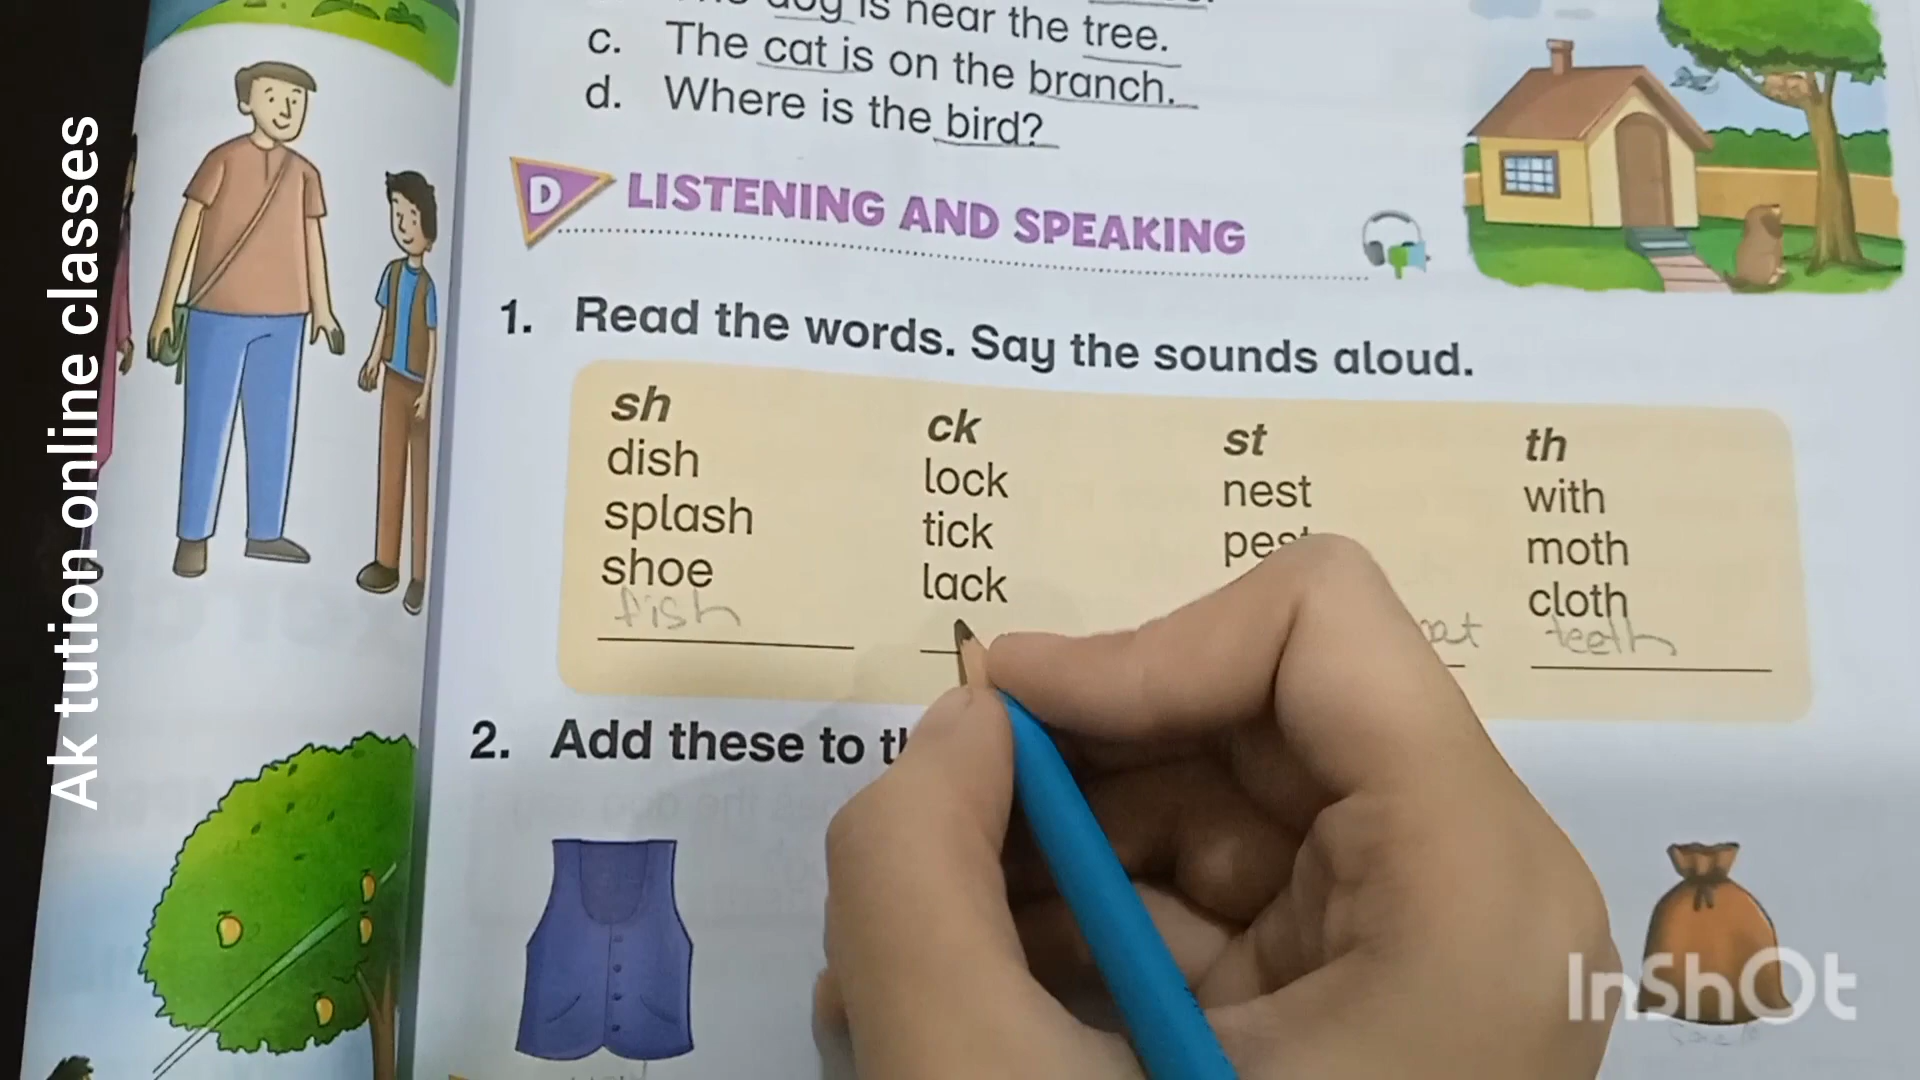 is near the tree.
c. The cat is on the branch.
d. Where is the bird?
D LISTENING AND SPEAKING
1. Read the words. Say the sounds aloud.
sh ck st th
dish lock nest with
splash tick pest moth
shoe lack cloth
fish teeth
2. Add these to
Ak tution online classes
InShOt